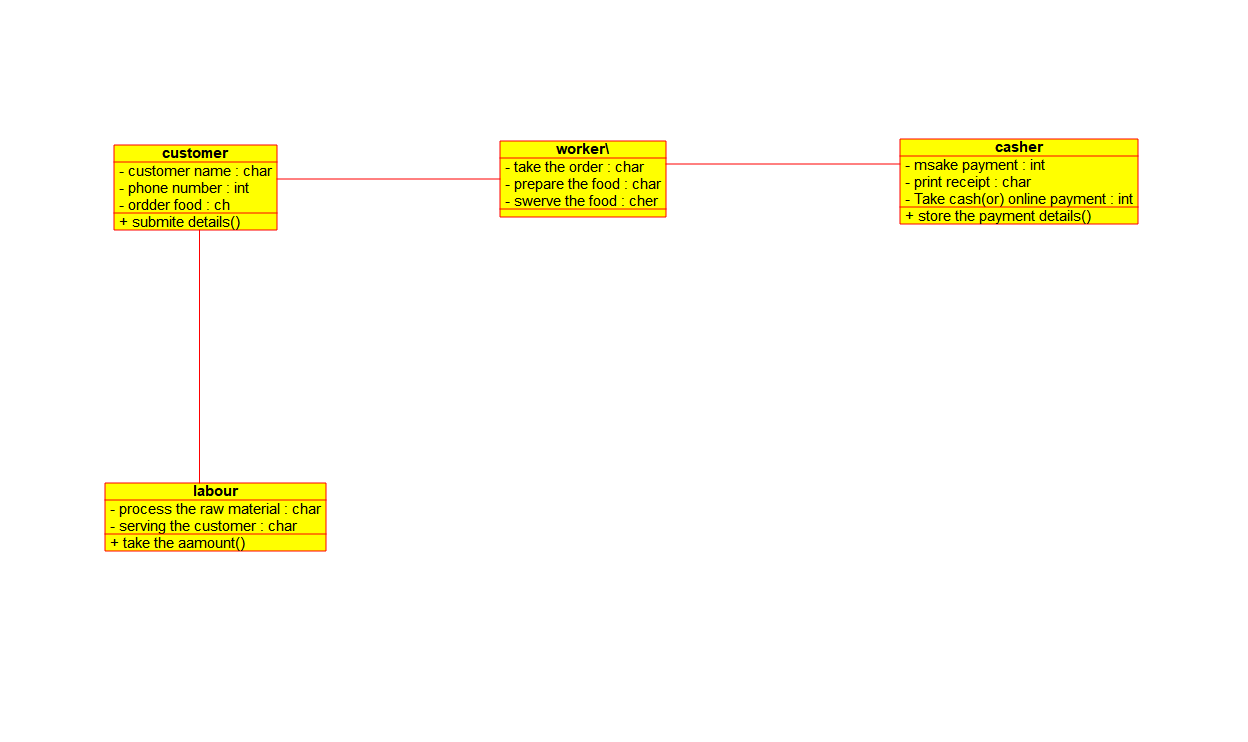 customer
- customer name : char
- phone number : int
- ordder food : ch
+ submite details()
worker\
- take the order : char
- prepare the food : char
- swerve the food : cher
casher
- msake payment : int
- print receipt : char
- Take cash(or) online payment : int
+ store the payment details()
labour
- process the raw material : char
- serving the customer : char
+ take the aamount()